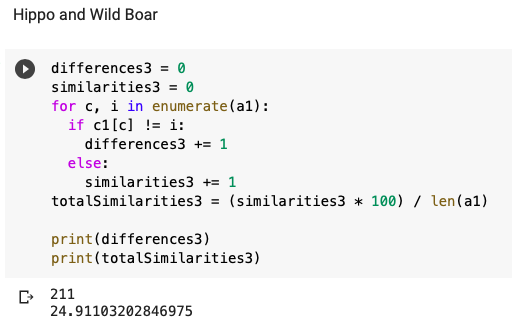 Hippo and Wild Boar
differences3 = 0
similarities3 = 0
for c, i in enumerate(a1):
  if c1[c] != i:
    differences3 += 1
  else:
    similarities3 += 1
totalSimilarities3 = (similarities3 * 100) / len(a1)

print(differences3)
print(totalSimilarities3)
211
24.91103202846975